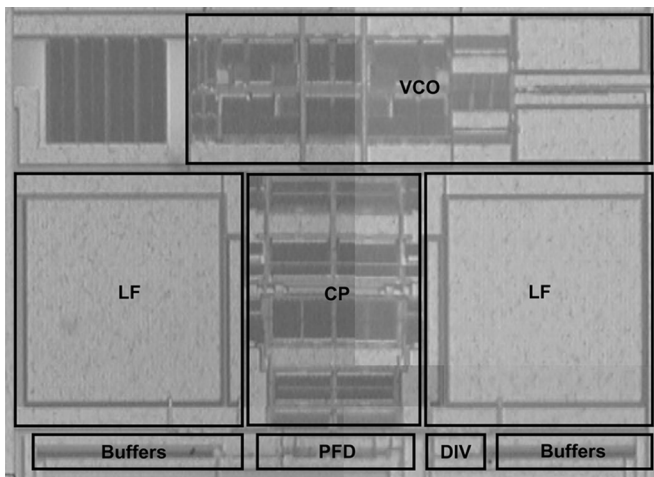 VCO
LF
CP
LF
Buffers
PFD
DIV
Buffers